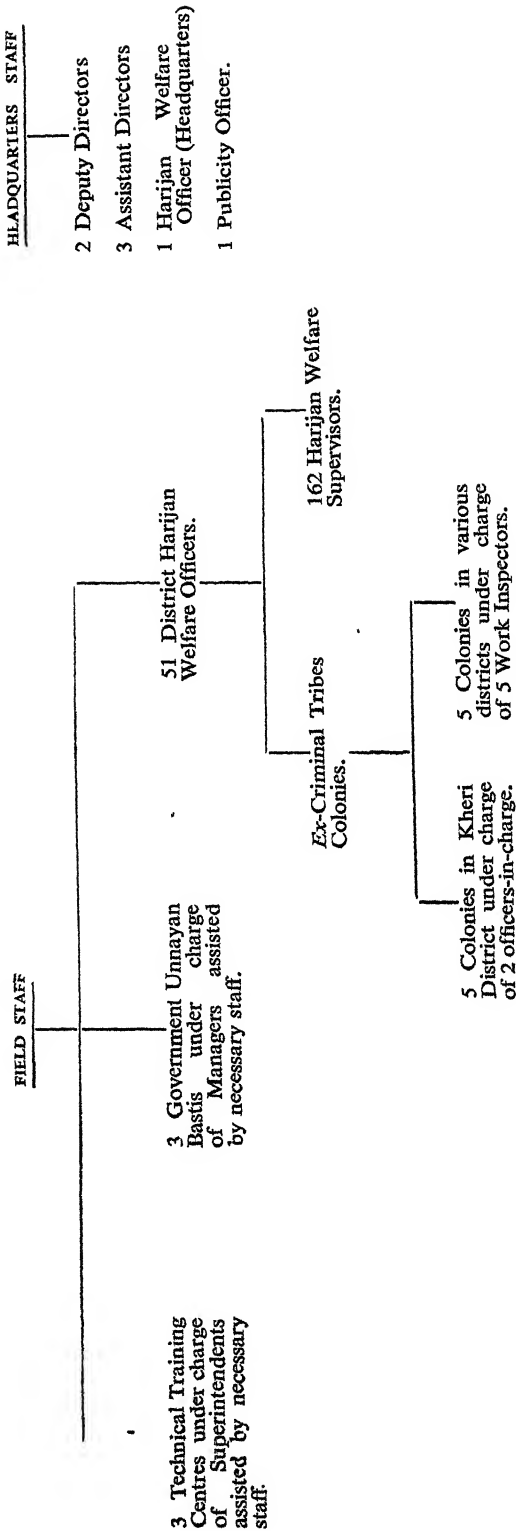 FIELD STAFF
3 Technical Training
Centres under charge
of Superintendents
assisted by necessary
staff.
3 Government Unnayan
Bastis under charge
of Managers assisted
by necessary staff.
51 District Harijan
Welfare Officers.
Ex-Criminal Tribes
Colonies.
162 Harijan Welfare
Supervisors.
5 Colonies in Kheri
District under charge
of 2 officers-in-charge.
5 Colonies in various
districts under charge
of 5 Work Inspectors.
HEADQUARTERS STAFF
2 Deputy Directors
3 Assistant Directors
1 Harijan Welfare
Officer (Headquarters)
1 Publicity Officer.